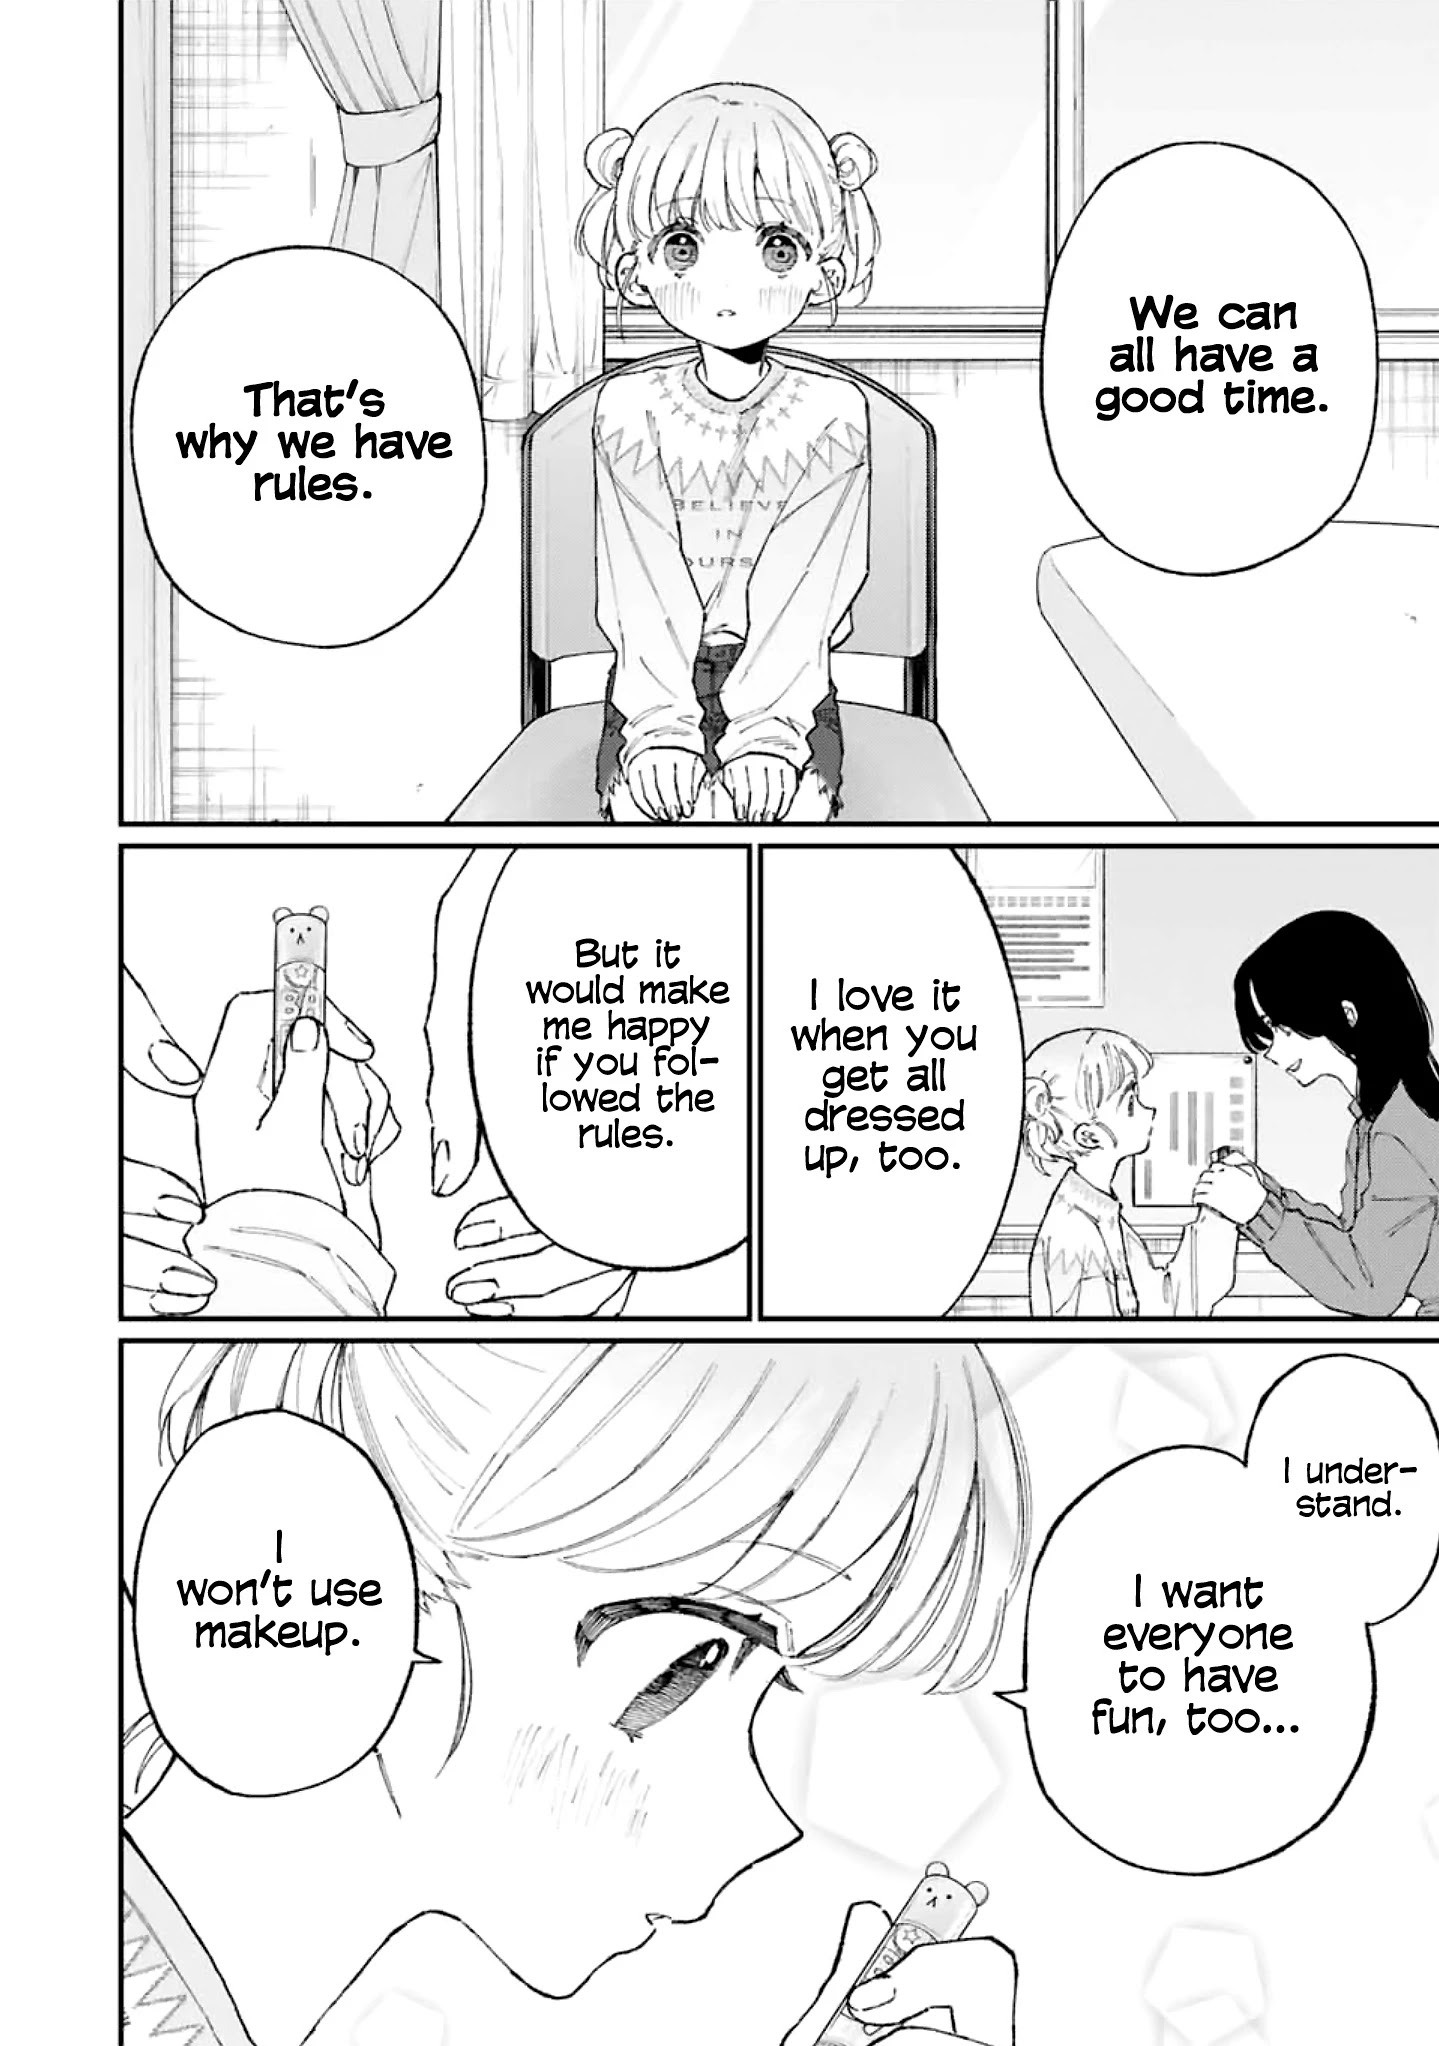 We can
all have a
good time.
That's
why we have
rules.
BELIEVE
IN
OURS
I love it
when you
get all
dressed
up, too.
But it
would make
me happy
if you fol-
lowed the
rules.
I under-
stand.
I want
everyone
to have
fun, too...
I
won't use
makeup.